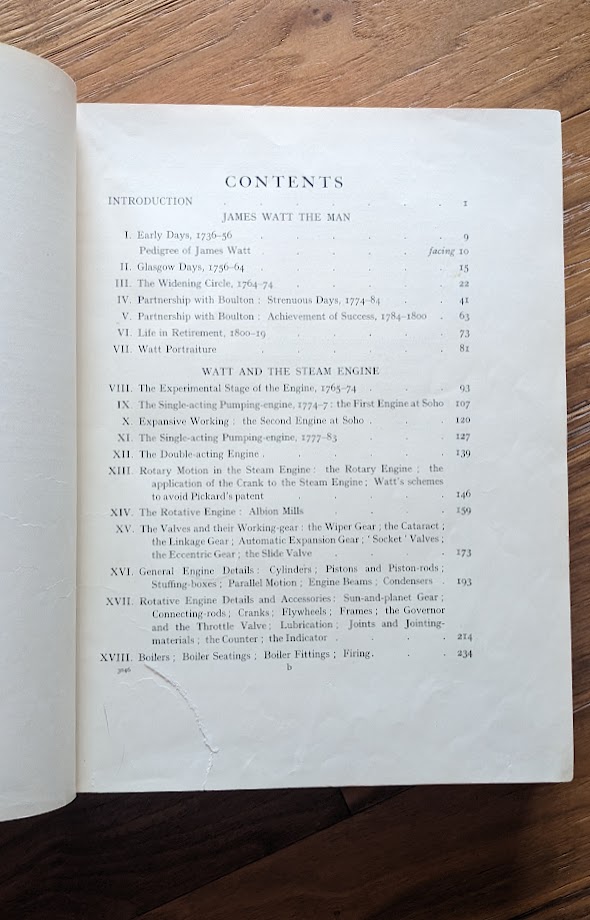 CONTENTS
INTRODUCTION . . . . . . . 1
JAMES WATT THE MAN
I. Early Days, 1736–56 . . . . . . 9
Pedigree of James Watt . . . facing 10
II. Glasgow Days, 1756–64 . . . . . . 15
III. The Widening Circle, 1764–74 . . . . . 22
IV. Partnership with Boulton : Strenuous Days, 1774–84 . . 41
V. Partnership with Boulton : Achievement of Success, 1784–1800 . 63
VI. Life in Retirement, 1800–19 . . . . . 73
VII. Watt Portraiture . . . . . . 81
WATT AND THE STEAM ENGINE
VIII. The Experimental Stage of the Engine, 1765–74 . . . 93
IX. The Single-acting Pumping-engine, 1774–7 : the First Engine at Soho 107
X. Expansive Working : the Second Engine at Soho . . . 120
XI. The Single-acting Pumping-engine, 1777–83 . . . 127
XII. The Double-acting Engine . . . . . . 139
XIII. Rotary Motion in the Steam Engine : the Rotary Engine ; the
application of the Crank to the Steam Engine ; Watt's schemes
to avoid Pickard's patent . . . . . 146
XIV. The Rotative Engine : Albion Mills . . . . 159
XV. The Valves and their Working-gear : the Wiper Gear ; the Cataract ;
the Linkage Gear ; Automatic Expansion Gear ; 'Socket' Valves ;
the Eccentric Gear ; the Slide Valve . . . . 173
XVI. General Engine Details : Cylinders ; Pistons and Piston-rods ;
Stuffing-boxes ; Parallel Motion ; Engine Beams ; Condensers . 193
XVII. Rotative Engine Details and Accessories : Sun-and-planet Gear ;
Connecting-rods ; Cranks ; Flywheels ; Frames ; the Governor
and the Throttle Valve ; Lubrication ; Joints and Jointing-
materials ; the Counter ; the Indicator . . . . 214
XVIII. Boilers ; Boiler Seatings ; Boiler Fittings ; Firing . . . 234
3046 b